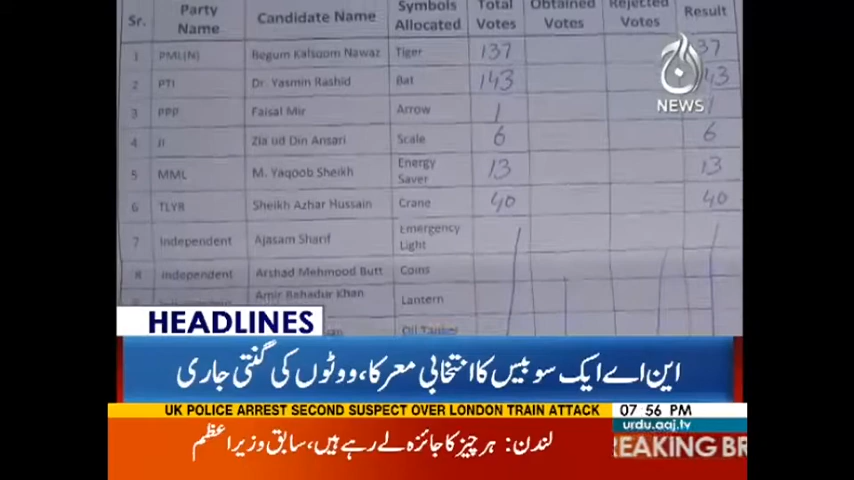 Sr. Party Name Candidate Name Symbols Allocated Total Votes Obtained Votes Rejected Votes Result
1 PML(N) Begum Kalsoom Nawaz Tiger 137 37
2 PTI Dr. Yasmin Rashid Bat 143 43
3 PPP Faisal Mir Arrow 1 1
4 JI Zia ud Din Ansari Scale 6 6
5 MML M. Yaqoob Sheikh Energy Saver 13 13
6 TLYR Sheikh Azhar Hussain Crane 40 40
7 Independent Ajasam Sharif Emergency Light
8 Independent Arshad Mehmood Butt Coins
Amir Bahadur Khan Lantern
Oil Tanker
NEWS
HEADLINES
این اے ایک سو بیس کا انتخابی معرکا، ووٹوں کی گنتی جاری
UK POLICE ARREST SECOND SUSPECT OVER LONDON TRAIN ATTACK 07:56 PM
urdu.aaj.tv
لندن: ہر چیز کا جائزہ لے رہے ہیں، سابق وزیراعظم
BREAKING BR